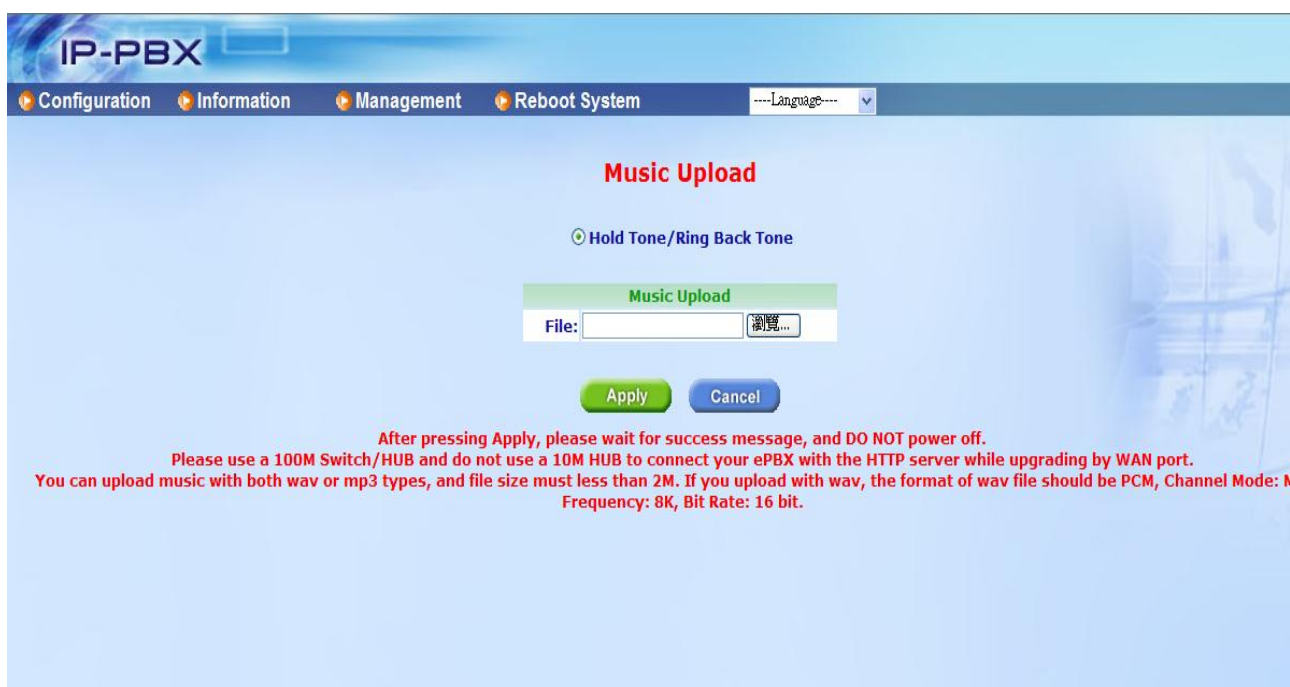 IP-PBX
Configuration Information Management Reboot System ----Language----
Music Upload
Hold Tone/Ring Back Tone
Music Upload
File: 瀏覽...
Apply Cancel
After pressing Apply, please wait for success message, and DO NOT power off.
Please use a 100M Switch/HUB and do not use a 10M HUB to connect your ePBX with the HTTP server while upgrading by WAN port.
You can upload music with both wav or mp3 types, and file size must less than 2M. If you upload with wav, the format of wav file should be PCM, Channel Mode:
Frequency: 8K, Bit Rate: 16 bit.